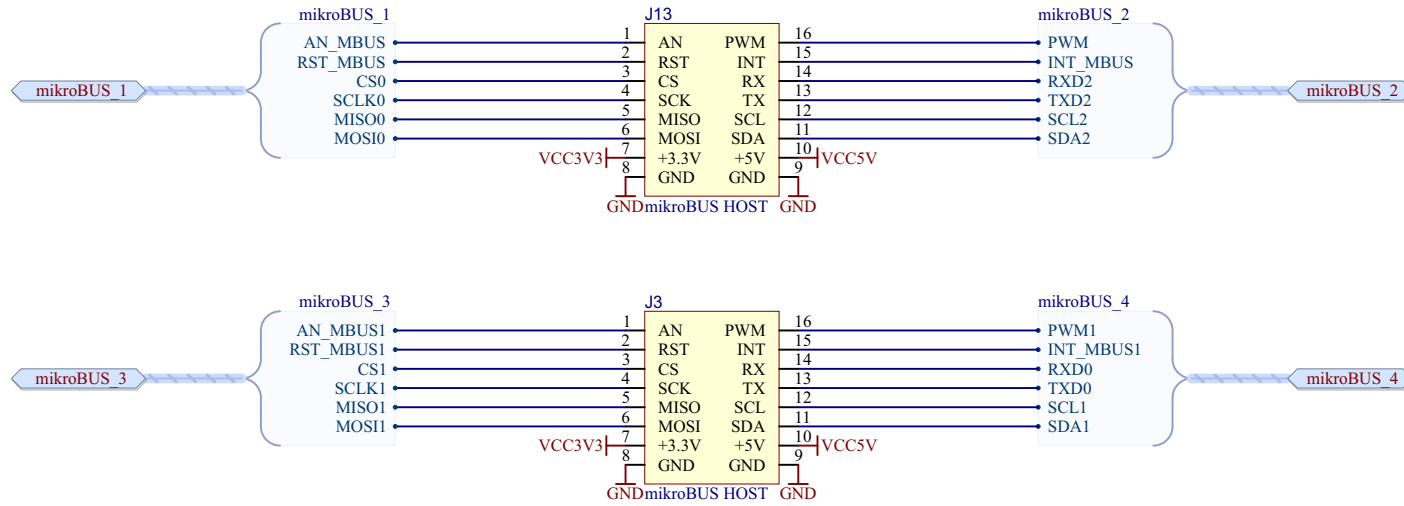 mikroBUS_1 J13 mikroBUS_2
AN_MBUS 1 AN PWM 16 PWM
RST_MBUS 2 RST INT 15 INT_MBUS
CS0 3 CS RX 14 RXD2
mikroBUS_1 mikroBUS_2
SCLK0 4 SCK TX 13 TXD2
MISO0 5 MISO SCL 12 SCL2
MOSI0 6 MOSI SDA 11 SDA2
VCC3V3 7 +3.3V +5V 10 VCC5V
8 GND GND 9
GND mikroBUS HOST GND
mikroBUS_3 J3 mikroBUS_4
AN_MBUS1 1 AN PWM 16 PWM1
RST_MBUS1 2 RST INT 15 INT_MBUS1
CS1 3 CS RX 14 RXD0
mikroBUS_3 mikroBUS_4
SCLK1 4 SCK TX 13 TXD0
MISO1 5 MISO SCL 12 SCL1
MOSI1 6 MOSI SDA 11 SDA1
VCC3V3 7 +3.3V +5V 10 VCC5V
8 GND GND 9
GND mikroBUS HOST GND